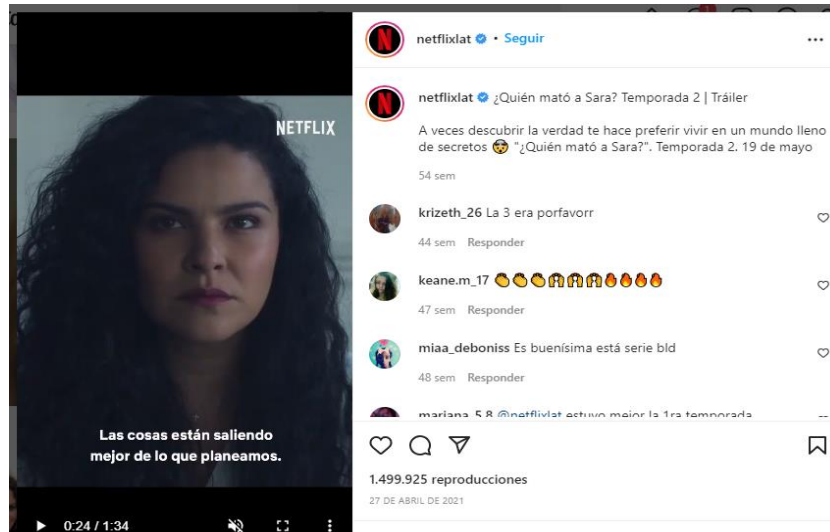 NETFLIX
Las cosas están saliendo
mejor de lo que planeamos.
0:24 / 1:34
netflixlat • Seguir
netflixlat ¿Quién mató a Sara? Temporada 2 | Tráiler
A veces descubrir la verdad te hace preferir vivir en un mundo lleno
de secretos 🤯 "¿Quién mató a Sara?". Temporada 2. 19 de mayo
54 sem
krizeth_26 La 3 era porfavorr
44 sem Responder
keane.m_17 👏👏👏🙌🙌🙌🔥🔥🔥🔥
47 sem Responder
miaa_deboniss Es buenísima está serie bld
48 sem Responder
mariana_5.8 @netflixlat estuvo mejor la 1ra temporada
1.499.925 reproducciones
27 DE ABRIL DE 2021